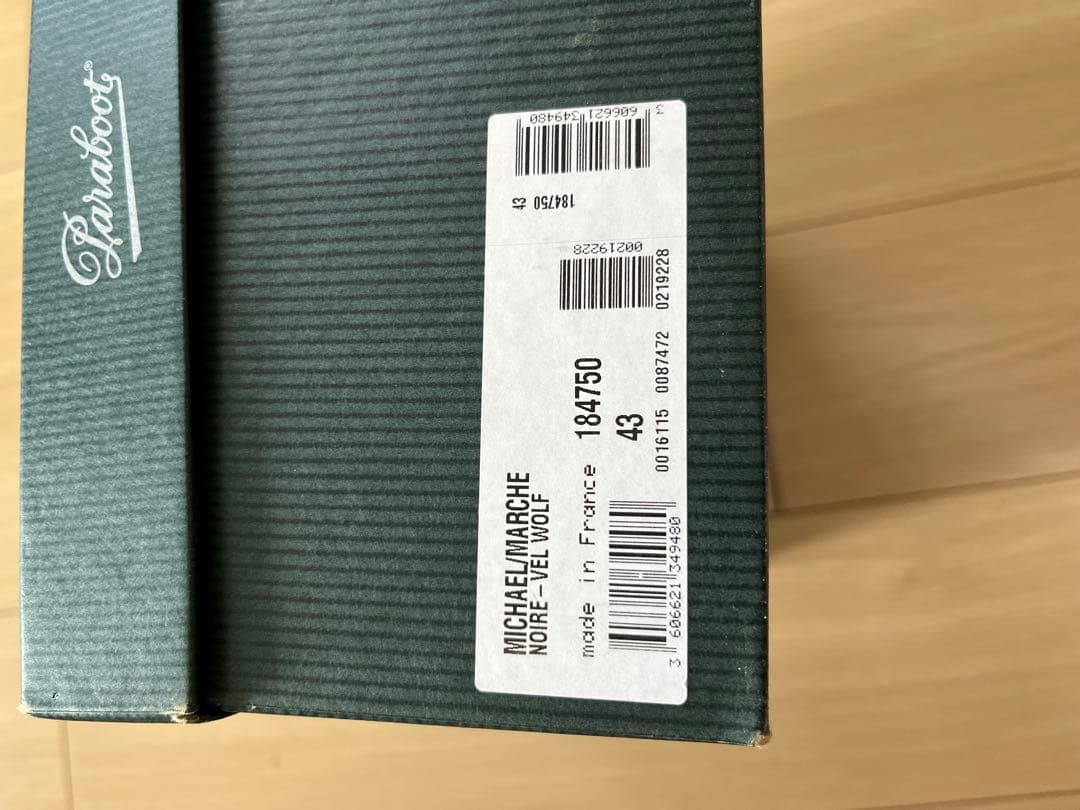 Paraboot®
MICHAEL/MARCHE
NOIRE-VEL WOLF
made in France 184750
43
3 606621 349480
0016115 0087472 0219228
00219228
184750 43
3 606621 349480